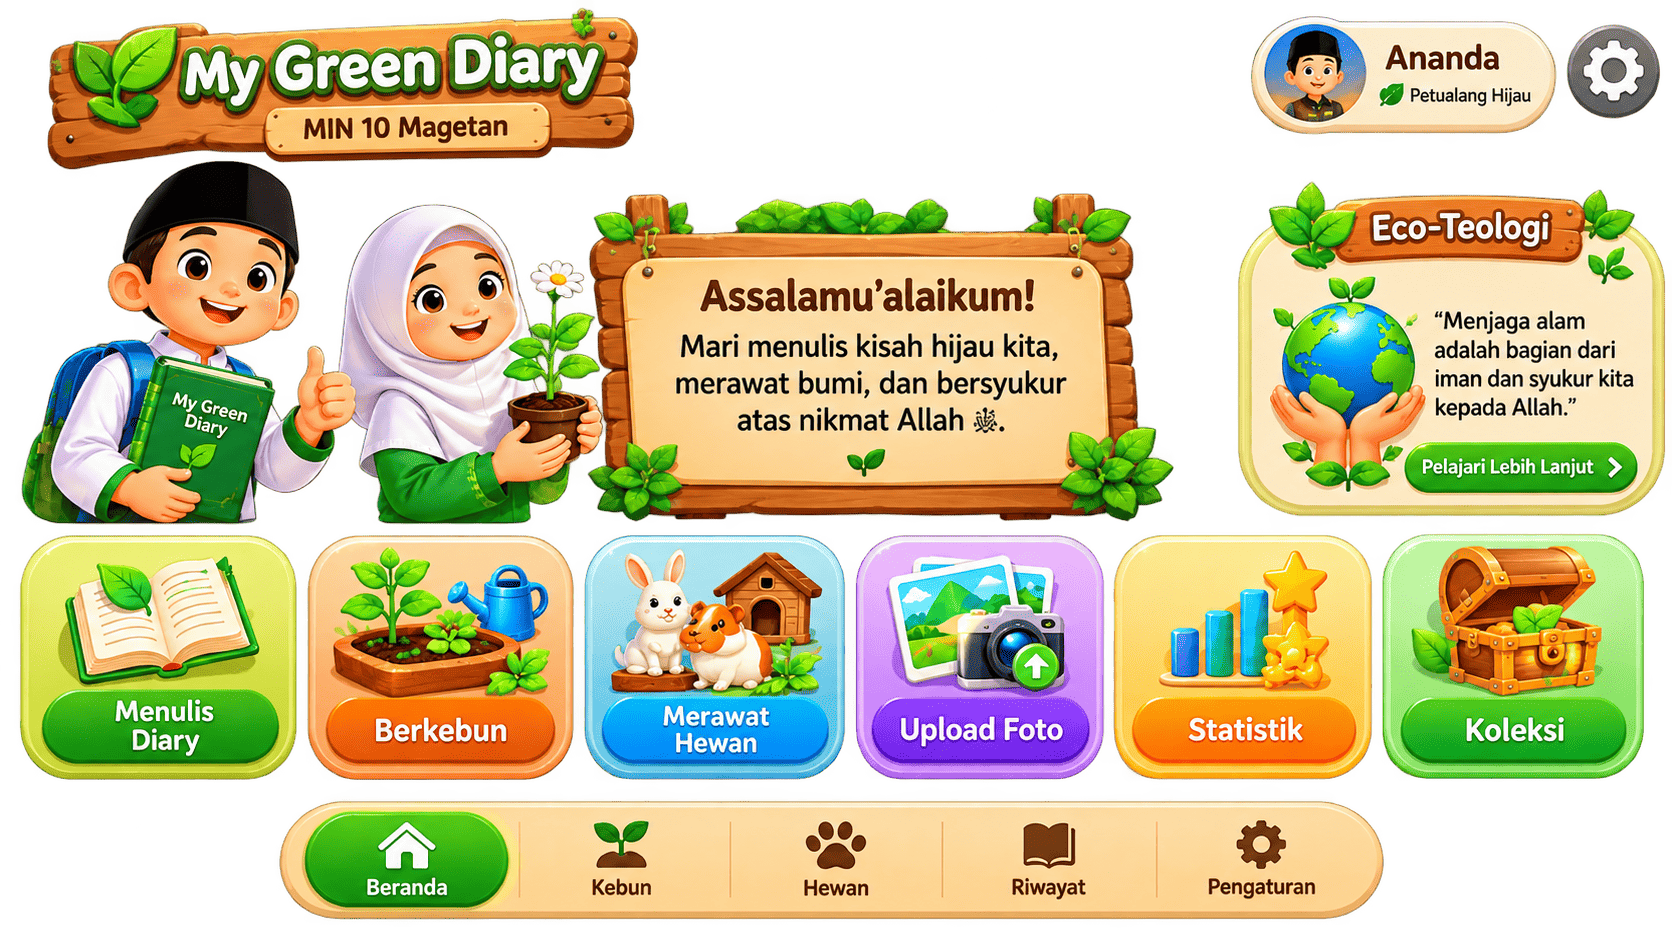 My Green Diary
MIN 10 Magetan
Ananda
Petualang Hijau
My Green
Diary
Assalamu’alaikum!
Mari menulis kisah hijau kita,
merawat bumi, dan bersyukur
atas nikmat Allah ﷻ.
Eco-Teologi
“Menjaga alam
adalah bagian dari
iman dan syukur kita
kepada Allah.”
Pelajari Lebih Lanjut
Menulis
Diary
Berkebun
Merawat
Hewan
Upload Foto
Statistik
Koleksi
Beranda
Kebun
Hewan
Riwayat
Pengaturan